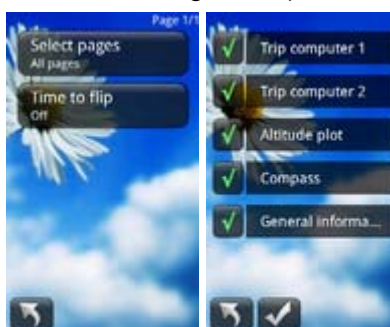 Page 1/1
Select pages
All pages
Time to flip
Off
Trip computer 1
Trip computer 2
Altitude plot
Compass
General informa...